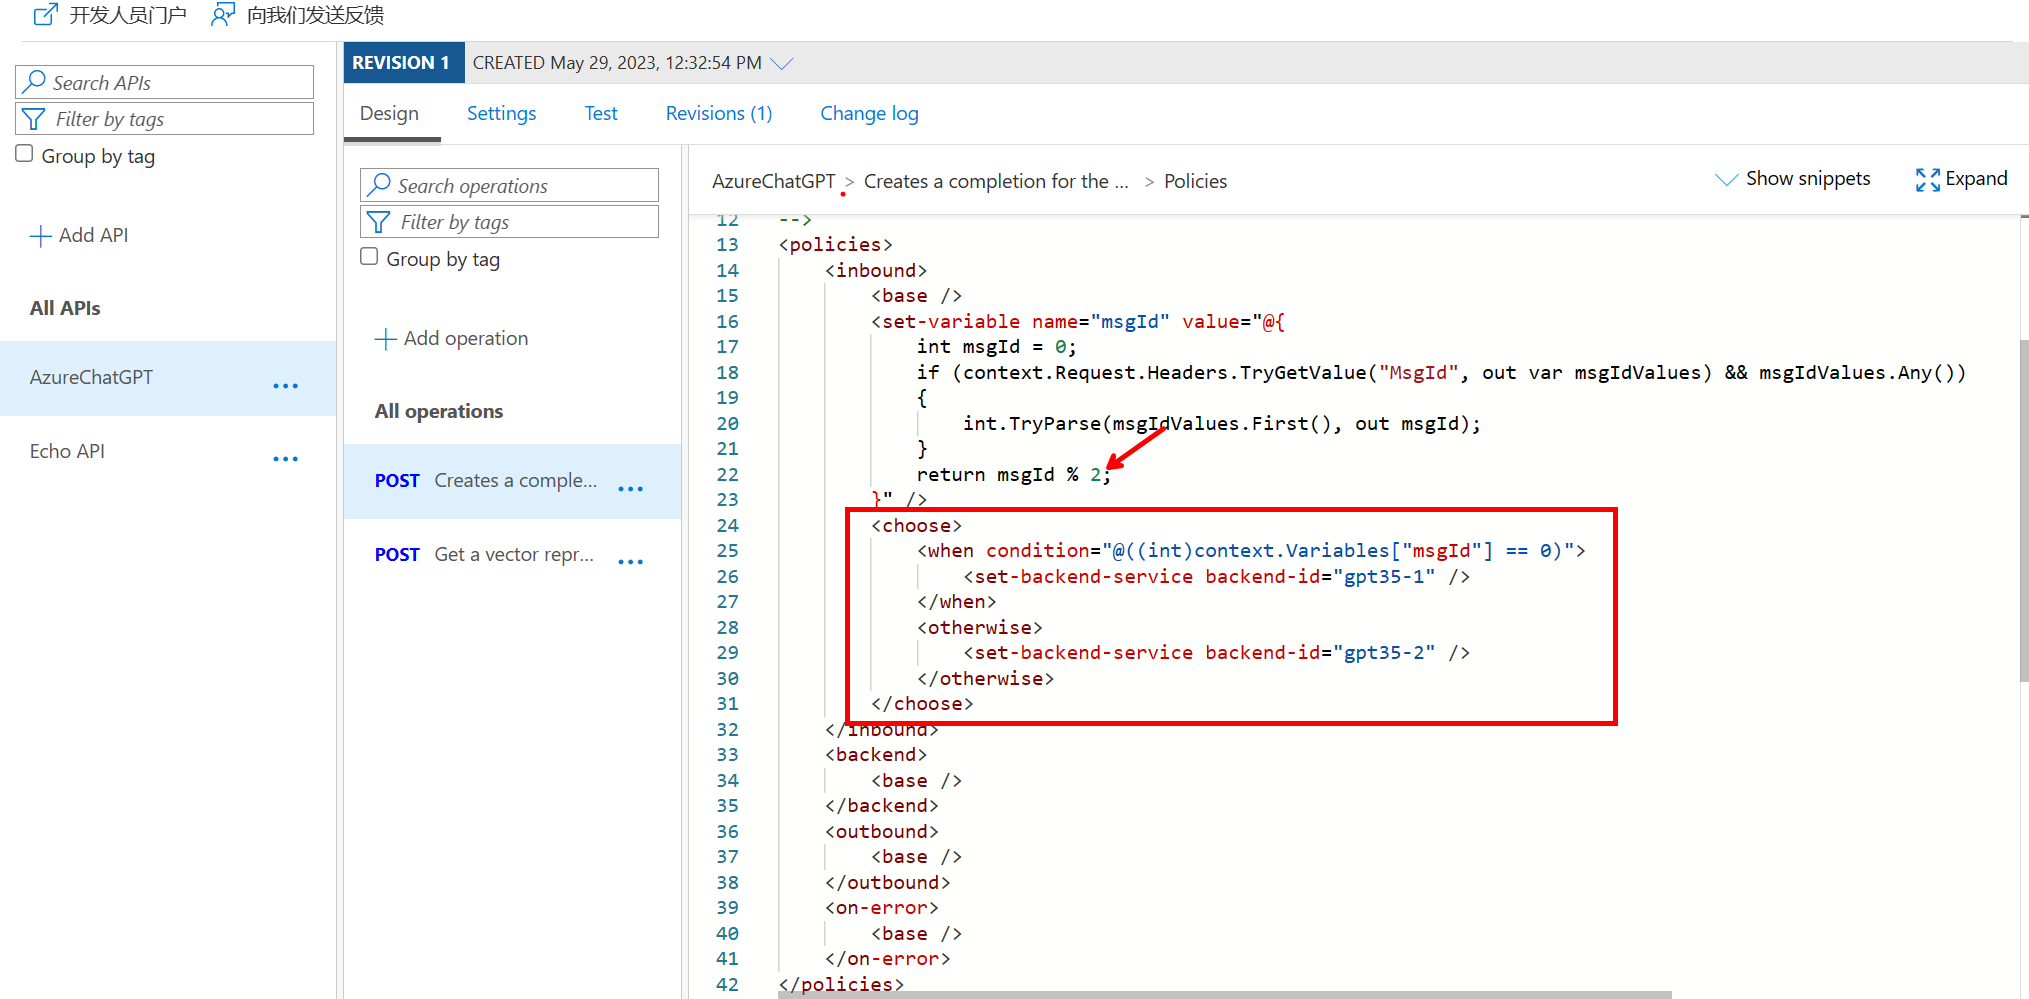 开发人员门户 向我们发送反馈
REVISION 1 CREATED May 29, 2023, 12:32:54 PM
Search APIs
Filter by tags
Group by tag
Add API
All APIs
AzureChatGPT ...
Echo API ...
Design Settings Test Revisions (1) Change log
Search operations
Filter by tags
Group by tag
Add operation
All operations
POST Creates a comple... ...
POST Get a vector repr... ...
AzureChatGPT > Creates a completion for the ... > Policies Show snippets Expand
12 -->
13 <policies>
14 <inbound>
15 <base />
16 <set-variable name="msgId" value="@{
17 int msgId = 0;
18 if (context.Request.Headers.TryGetValue("MsgId", out var msgIdValues) && msgIdValues.Any())
19 {
20 int.TryParse(msgIdValues.First(), out msgId);
21 }
22 return msgId % 2;
23 }" />
24 <choose>
25 <when condition="@((int)context.Variables["msgId"] == 0)">
26 <set-backend-service backend-id="gpt35-1" />
27 </when>
28 <otherwise>
29 <set-backend-service backend-id="gpt35-2" />
30 </otherwise>
31 </choose>
32 </inbound>
33 <backend>
34 <base />
35 </backend>
36 <outbound>
37 <base />
38 </outbound>
39 <on-error>
40 <base />
41 </on-error>
42 </policies>